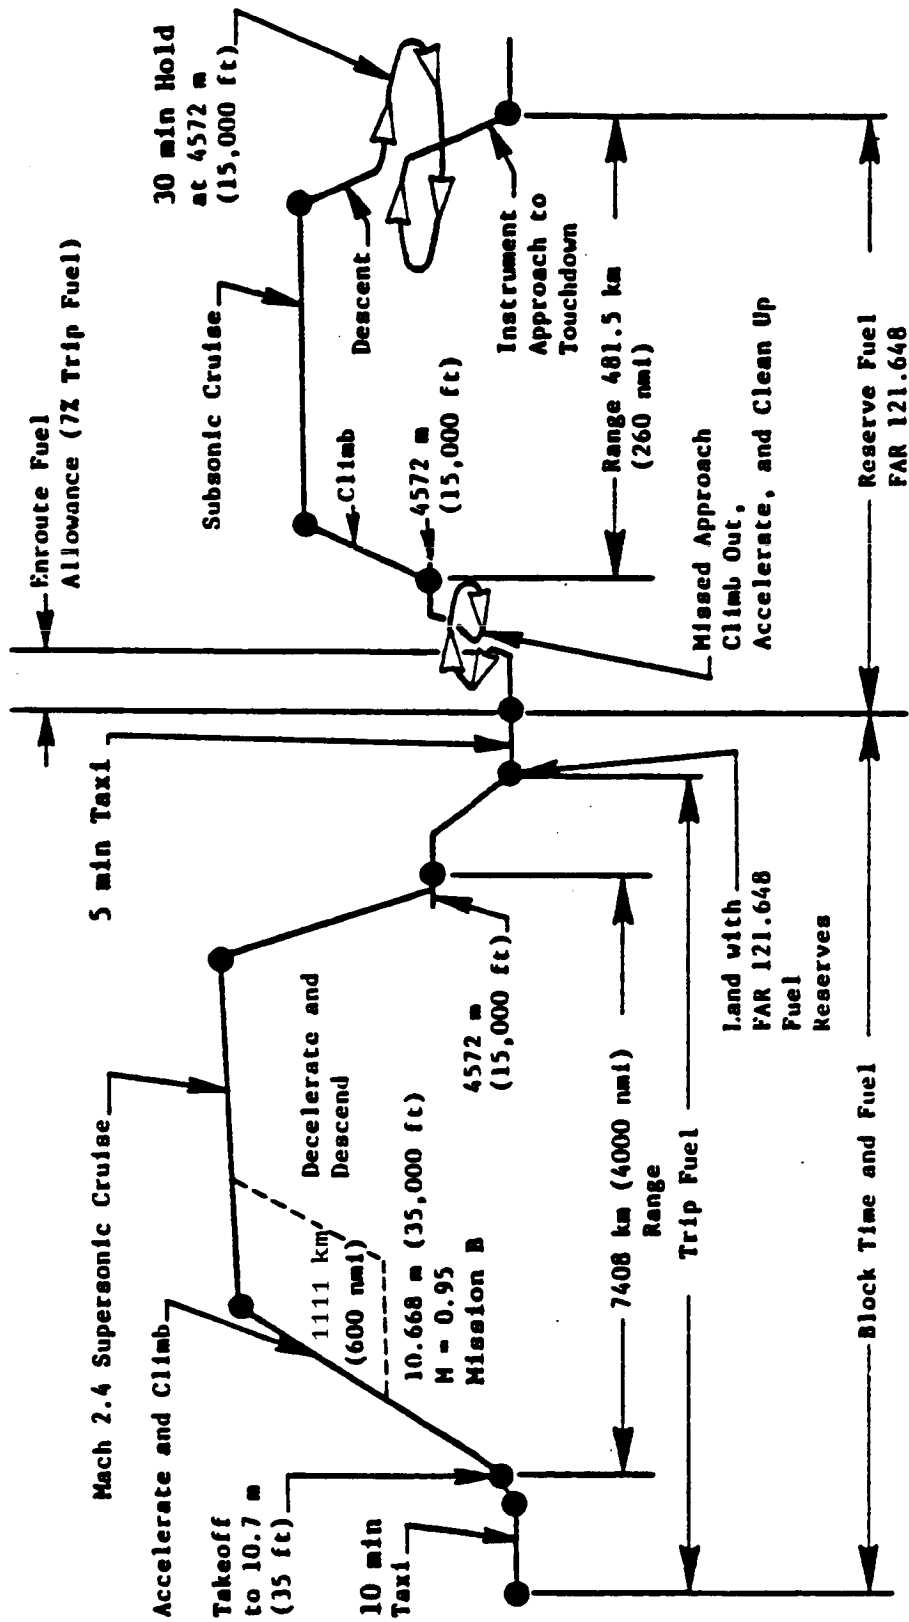 Enroute Fuel
Allowance (7% Trip Fuel)
30 min Hold
at 4572 m
(15,000 ft)
Subsonic Cruise
5 min Taxi
Mach 2.4 Supersonic Cruise
Accelerate and Climb
Takeoff
to 10.7 m
(35 ft)
10 min
Taxi
1111 km
(600 nmi)
10.668 m (35,000 ft)
M = 0.95
Mission B
Decelerate and
Descend
4572 m
(15,000 ft)
Climb
4572 m
(15,000 ft)
Descent
Instrument
Approach to
Touchdown
7408 km (4000 nmi)
Range
Range 481.5 km
(260 nmi)
Trip Fuel
Land with
FAR 121.648
Fuel
Reserves
Missed Approach
Climb Out,
Accelerate, and Clean Up
Block Time and Fuel
Reserve Fuel
FAR 121.648